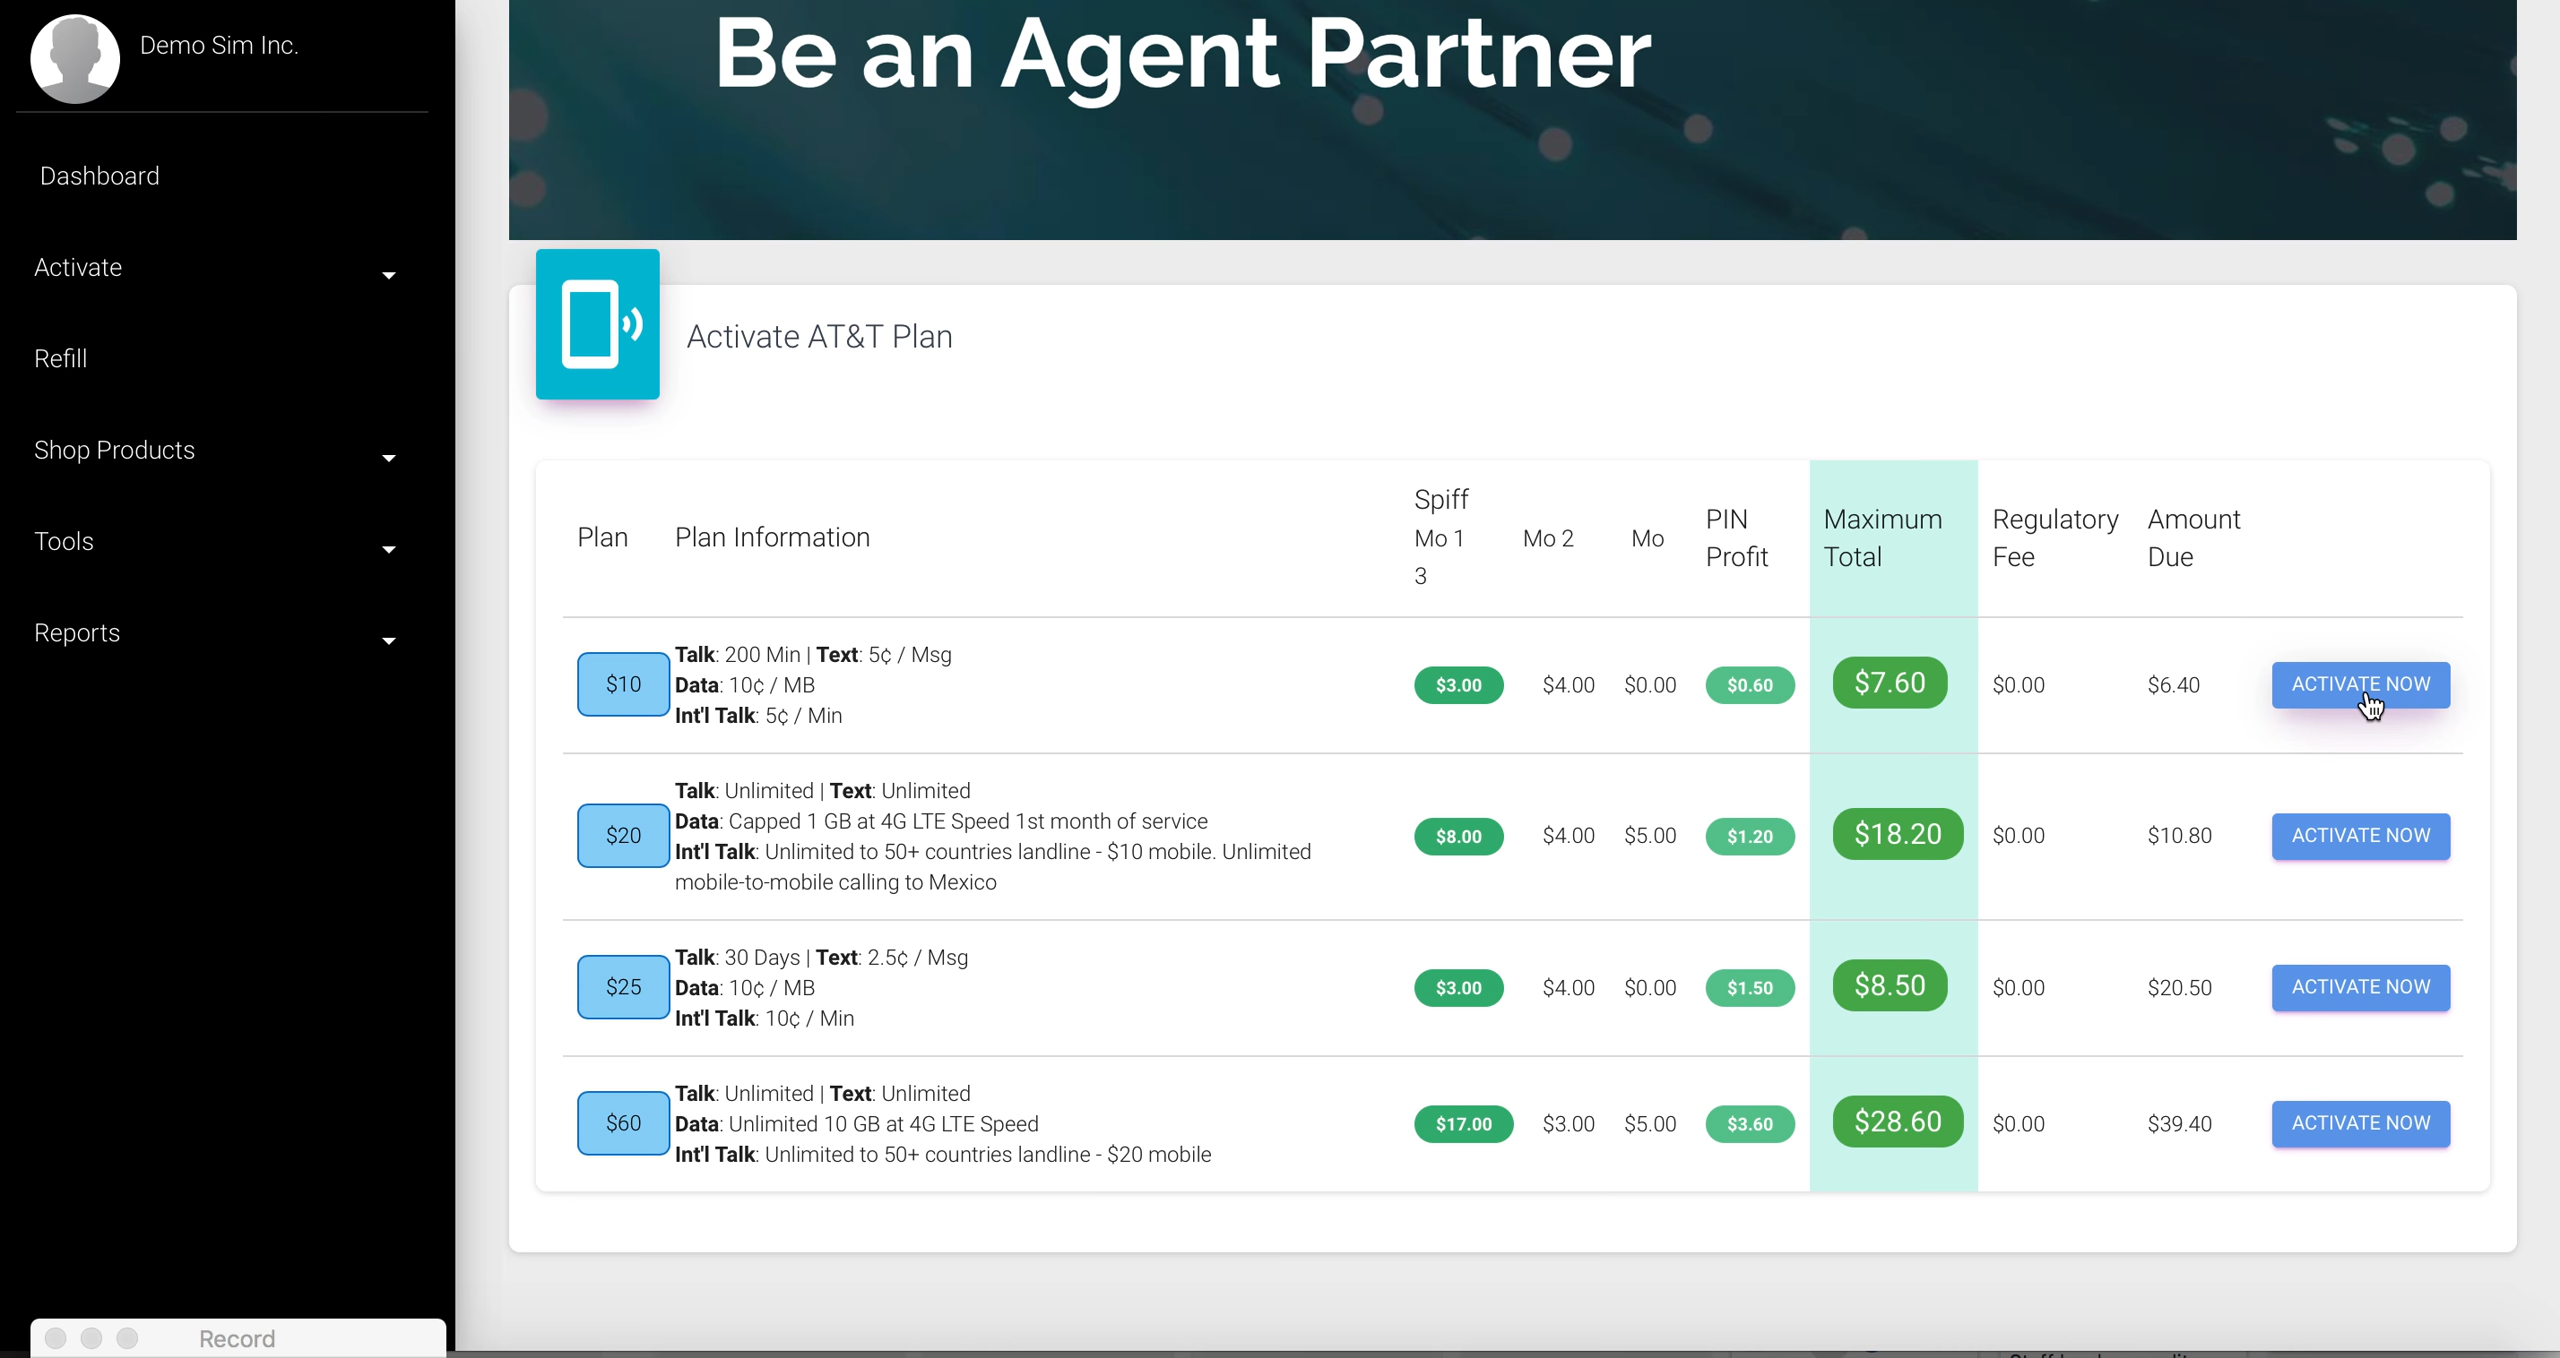 Demo Sim Inc.
Dashboard
Activate
Refill
Shop Products
Tools
Reports
Record
Be an Agent Partner
Activate AT&T Plan
Plan
Plan Information
Spiff
Mo 1 Mo 2 Mo
3
PIN
Profit
Maximum
Total
Regulatory
Fee
Amount
Due
$10
Talk: 200 Min | Text: 5¢ / Msg
Data: 10¢ / MB
Int'l Talk: 5¢ / Min
$3.00 $4.00 $0.00 $0.60 $7.60 $0.00 $6.40 ACTIVATE NOW
$20
Talk: Unlimited | Text: Unlimited
Data: Capped 1 GB at 4G LTE Speed 1st month of service
Int'l Talk: Unlimited to 50+ countries landline - $10 mobile. Unlimited
mobile-to-mobile calling to Mexico
$8.00 $4.00 $5.00 $1.20 $18.20 $0.00 $10.80 ACTIVATE NOW
$25
Talk: 30 Days | Text: 2.5¢ / Msg
Data: 10¢ / MB
Int'l Talk: 10¢ / Min
$3.00 $4.00 $0.00 $1.50 $8.50 $0.00 $20.50 ACTIVATE NOW
$60
Talk: Unlimited | Text: Unlimited
Data: Unlimited 10 GB at 4G LTE Speed
Int'l Talk: Unlimited to 50+ countries landline - $20 mobile
$17.00 $3.00 $5.00 $3.60 $28.60 $0.00 $39.40 ACTIVATE NOW